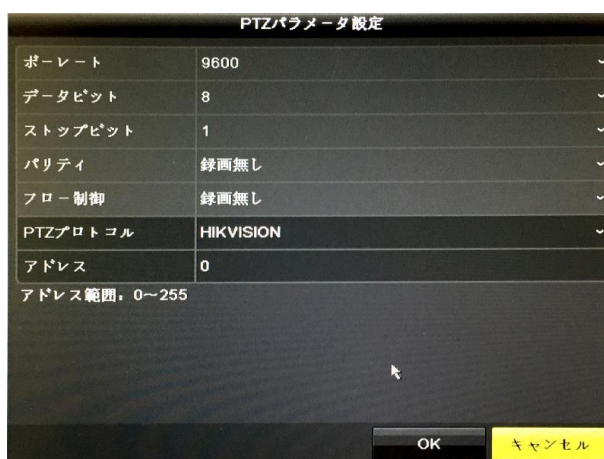 PTZパラメータ設定
ボーレート 9600
データビット 8
ストップビット 1
パリティ 録画無し
フロー制御 録画無し
PTZプロトコル HIKVISION
アドレス 0
アドレス範囲：0～255
OK キャンセル